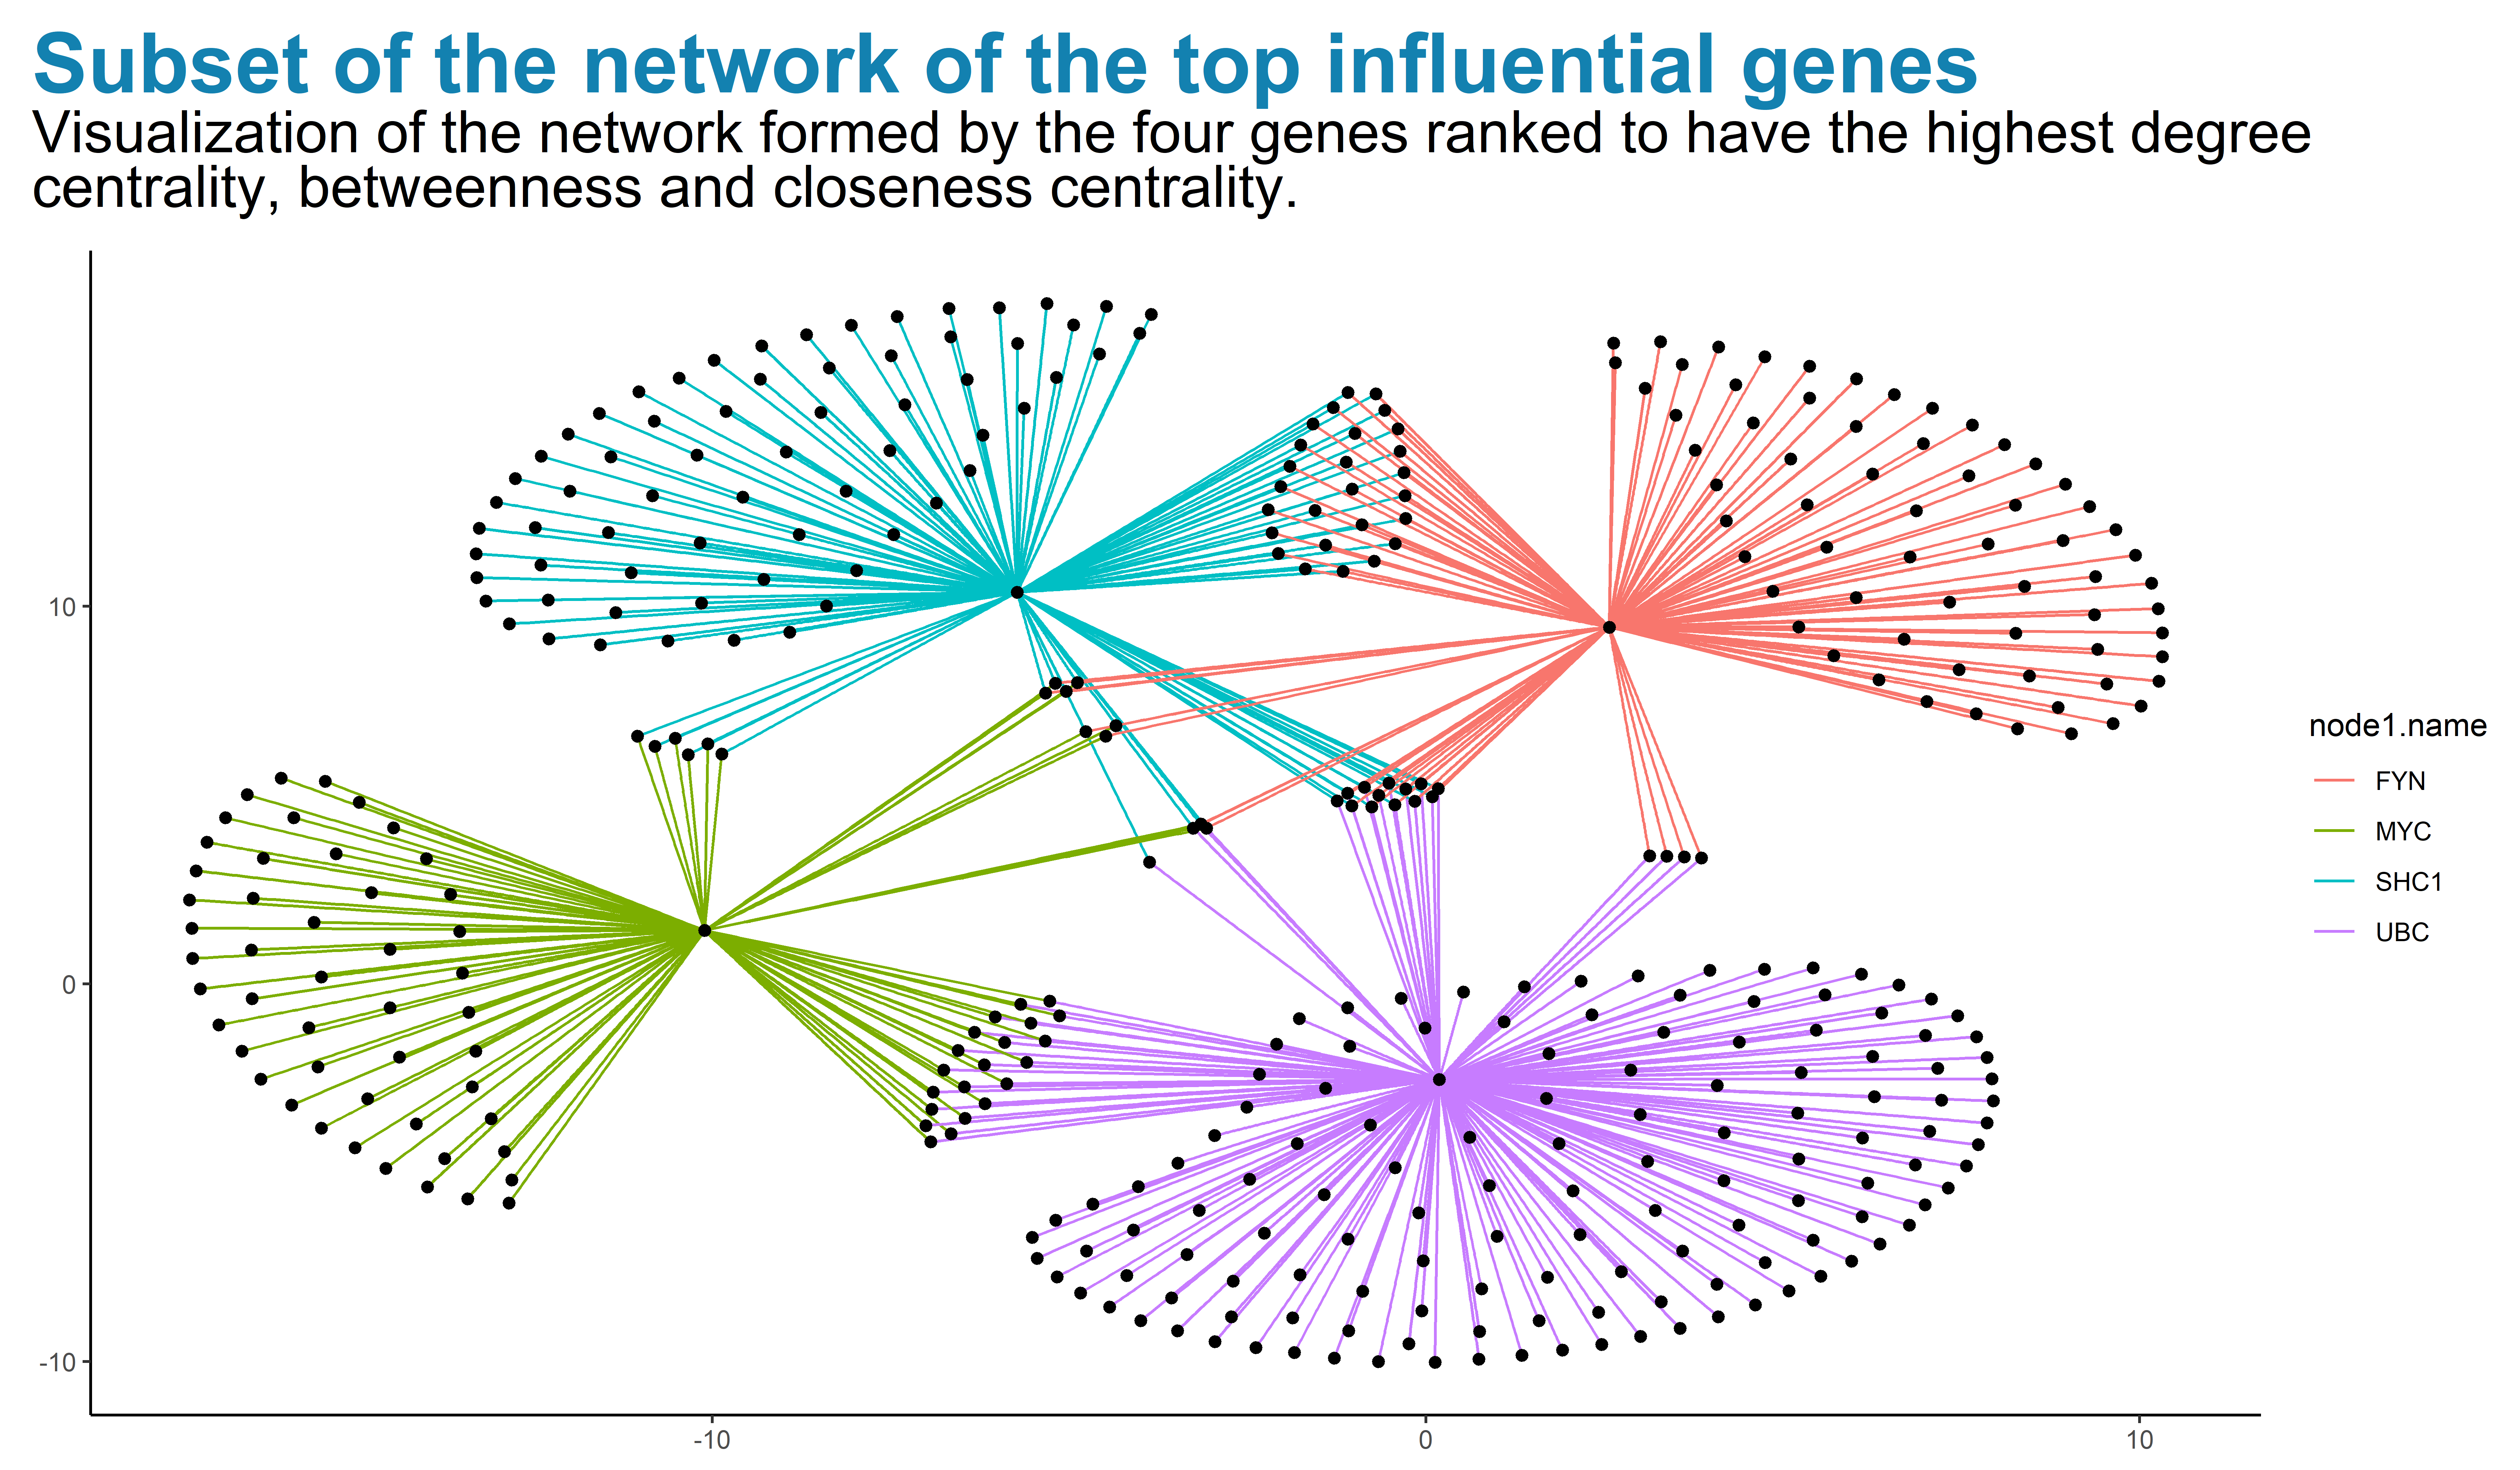 Subset of the network of the top influential genes
Visualization of the network formed by the four genes ranked to have the highest degree
centrality, betweenness and closeness centrality.
10
0
-10
-10
0
10
node1.name
FYN
MYC
SHC1
UBC